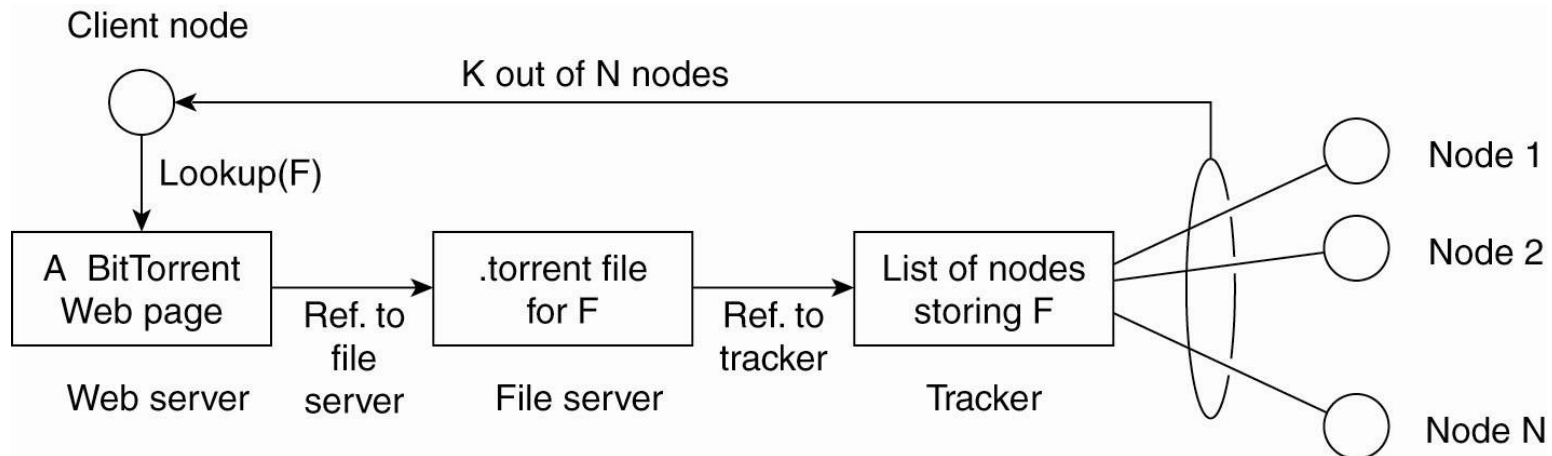 Client node
K out of N nodes
Lookup(F)
Node 1
Node 2
A BitTorrent
Web page
Ref. to
file
server
.torrent file
for F
Ref. to
tracker
List of nodes
storing F
Web server
File server
Tracker
Node N